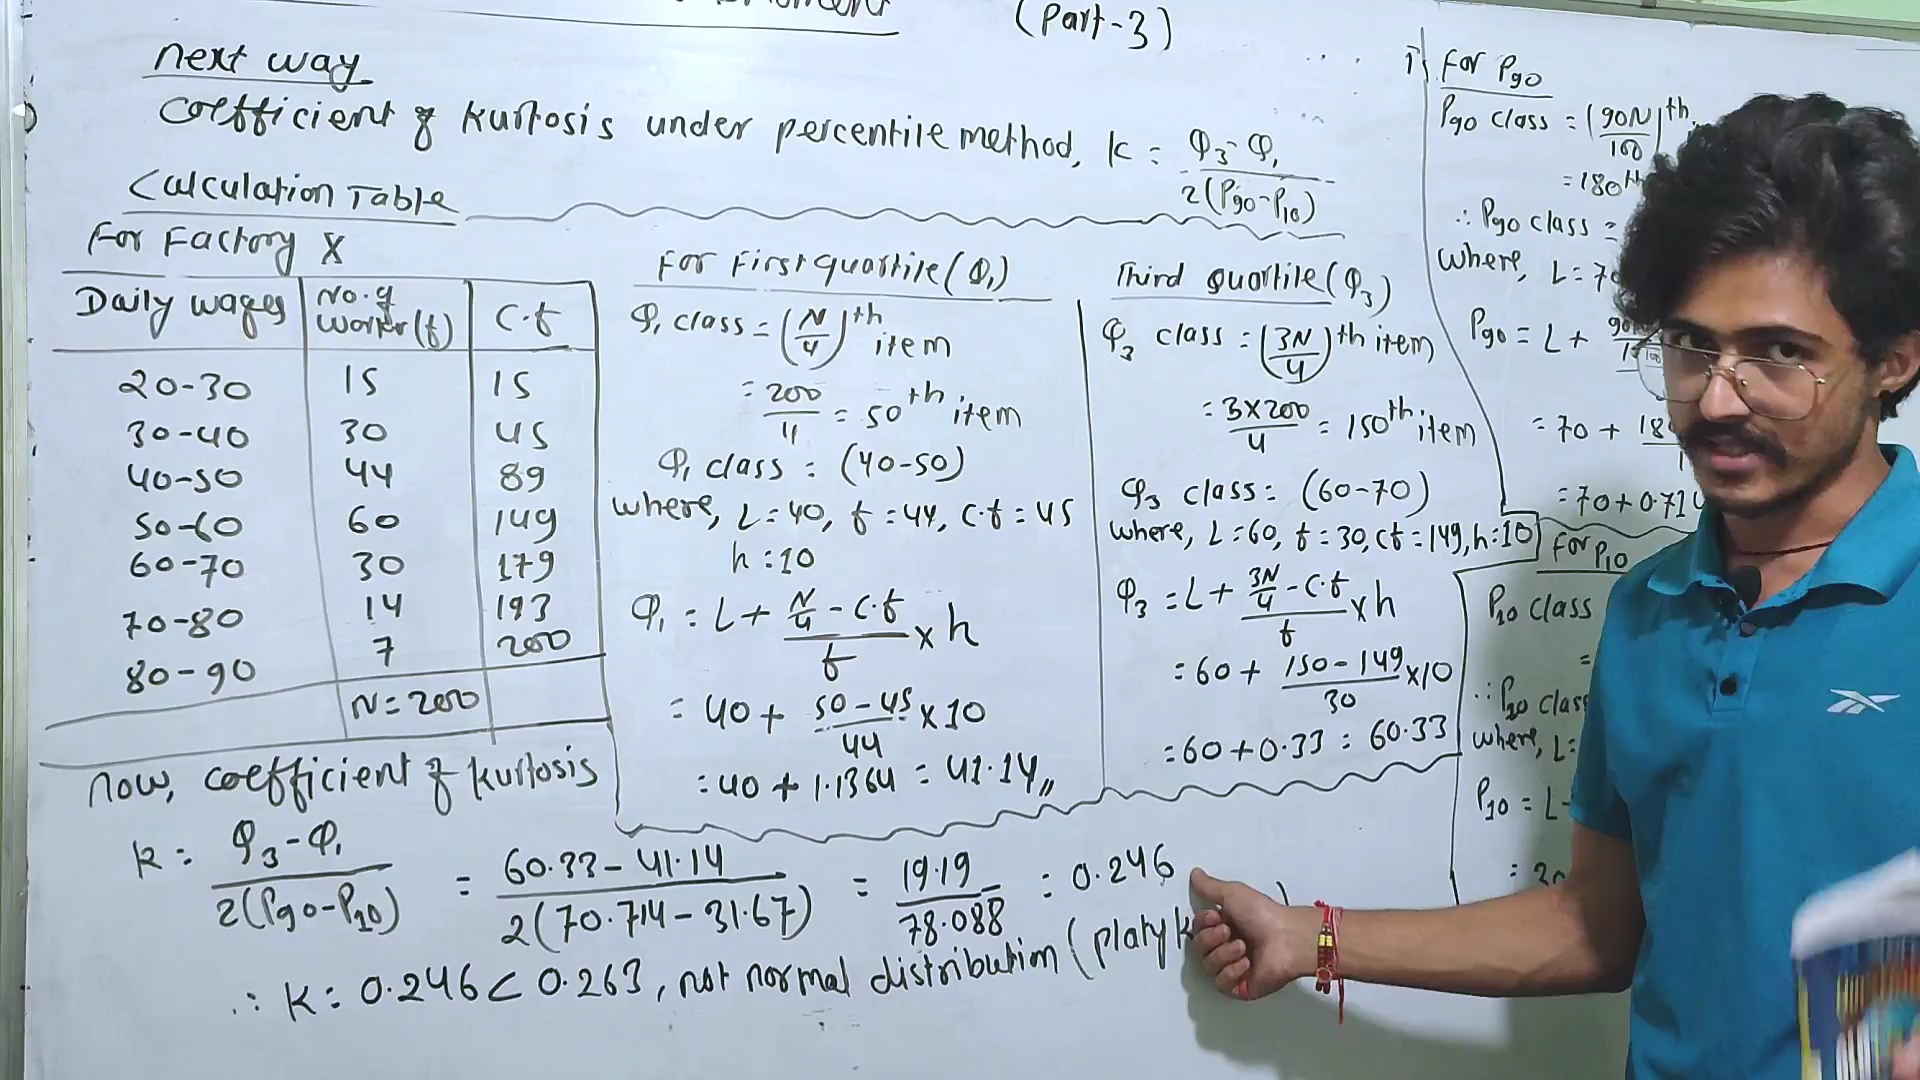 (Part-3)
next way
coefficient of kurtosis under percentile method, K = Q3-Q1 / 2(P90-P10)
Calculation Table
For Factory X
Daily wages | No. of worker(f) | C.f
20-30 | 15 | 15
30-40 | 30 | 45
40-50 | 44 | 89
50-60 | 60 | 149
60-70 | 30 | 179
70-80 | 14 | 193
80-90 | 7 | 200
N=200
For First quartile (Q1)
Q1 class = (N/4)th item
= 200/4 = 50th item
Q1 class = (40-50)
where, L=40, f=44, C.f=45
h=10
Q1 = L + N/4 - C.f / f × h
= 40 + 50-45 / 44 × 10
= 40 + 1.1364 = 41.14
Third quartile (Q3)
Q3 class = (3N/4)th item
= 3×200/4 = 150th item
Q3 class = (60-70)
where, L=60, f=30, cf=149, h=10
Q3 = L + 3N/4 - C.f / f × h
= 60 + 150-149 / 30 × 10
= 60 + 0.33 = 60.33
For P90
P90 class = (90N/100)th
= 180th
∴ P90 class =
where, L=70
P90 = L +
= 70 +
= 70 + 0.714
For P10
P10 class
=
∴ P10 class
where, L=
P10 = L
=
now, coefficient of kurtosis
K = Q3-Q1 / 2(P90-P10) = 60.33-41.14 / 2(70.714-31.67) = 19.19 / 78.088 = 0.246
∴ K = 0.246 < 0.263, not normal distribution (platyk